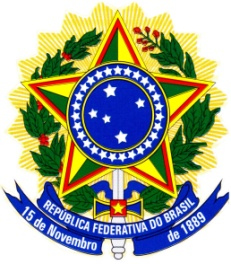 REPÚBLICA FEDERATIVA DO BRASIL
15 de Novembro de 1889